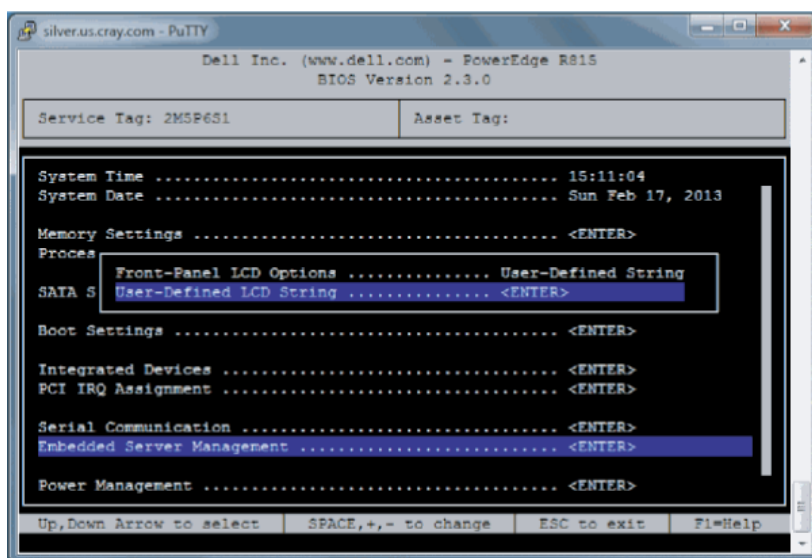 silver.us.cray.com - PuTTY
Dell Inc. (www.dell.com) - PowerEdge R815
BIOS Version 2.3.0
Service Tag: 2M5P6S1 Asset Tag:
System Time ........................................... 15:11:04
System Date ........................................... Sun Feb 17, 2013
Memory Settings ....................................... <ENTER>
Proces
Front-Panel LCD Options ............... User-Defined String
SATA S User-Defined LCD String ............... <ENTER>
Boot Settings ......................................... <ENTER>
Integrated Devices .................................... <ENTER>
PCI IRQ Assignment .................................... <ENTER>
Serial Communication .................................. <ENTER>
Embedded Server Management ............................ <ENTER>
Power Management ...................................... <ENTER>
Up,Down Arrow to select SPACE,+,- to change ESC to exit F1=Help